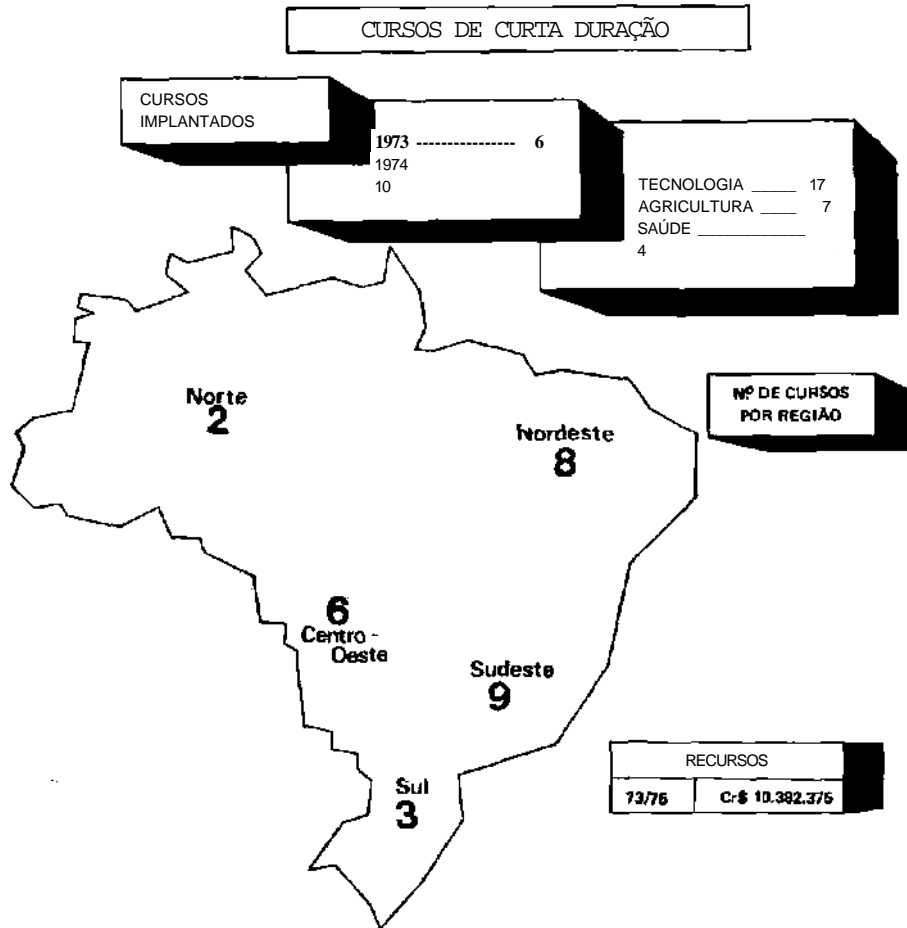 CURSOS DE CURTA DURAÇÃO
CURSOS
IMPLANTADOS
1973 ---------------- 6
1974
10
TECNOLOGIA _____ 17
AGRICULTURA ____ 7
SAÚDE ____________
4
Norte
2
Nordeste
8
Nº DE CURSOS
POR REGIÃO
6
Centro-
Oeste
Sudeste
9
Sul
3
RECURSOS
73/75 Cr$ 10.382.375